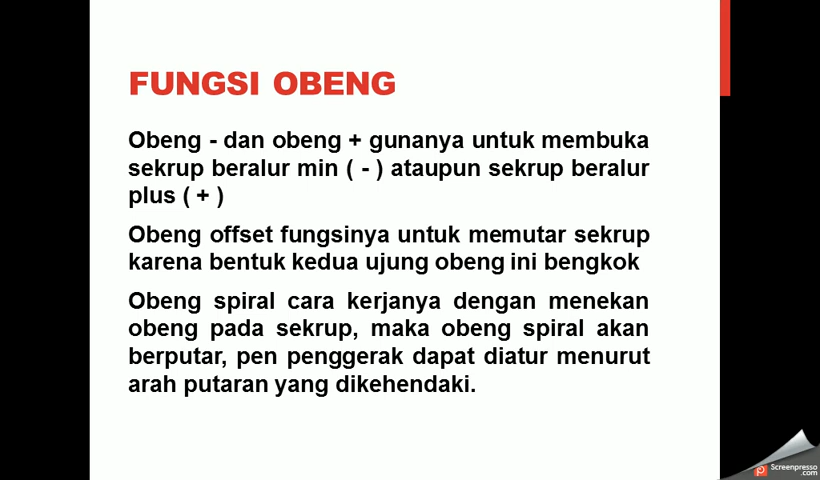 FUNGSI OBENG
Obeng - dan obeng + gunanya untuk membuka
sekrup beralur min ( - ) ataupun sekrup beralur
plus ( + )
Obeng offset fungsinya untuk memutar sekrup
karena bentuk kedua ujung obeng ini bengkok
Obeng spiral cara kerjanya dengan menekan
obeng pada sekrup, maka obeng spiral akan
berputar, pen penggerak dapat diatur menurut
arah putaran yang dikehendaki.
Screenpresso
.com